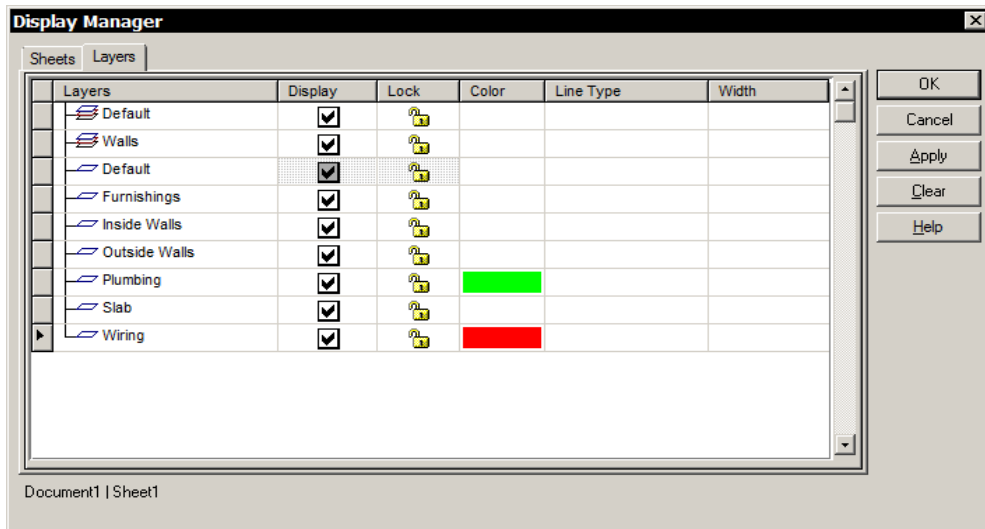 Display Manager
Sheets Layers
Layers Display Lock Color Line Type Width
Default
Walls
Default
Furnishings
Inside Walls
Outside Walls
Plumbing
Slab
Wiring
OK
Cancel
Apply
Clear
Help
Document1 | Sheet1